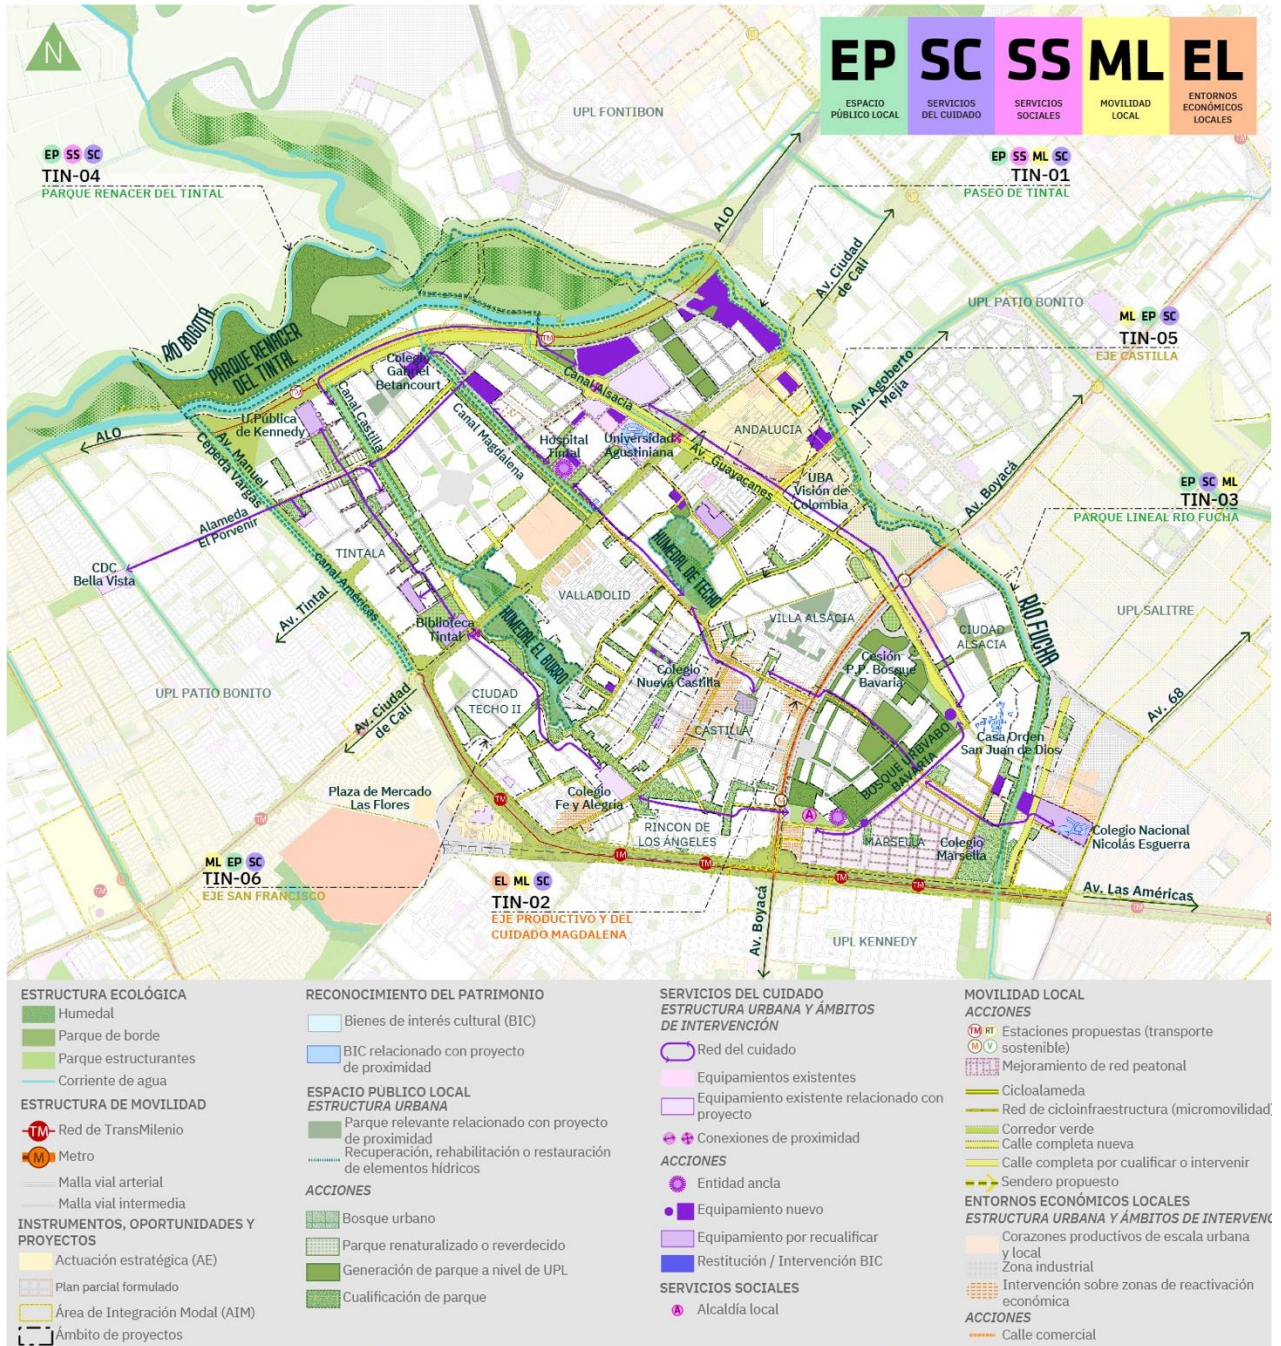 N
EP
ESPACIO
PÚBLICO LOCAL
SC
SERVICIOS
DEL CUIDADO
SS
SERVICIOS
SOCIALES
ML
MOVILIDAD
LOCAL
EL
ENTORNOS
ECONÓMICOS
LOCALES
UPL FONTIBON
EP SS SC
TIN-04
PARQUE RENACER DEL TINTAL
EP SS ML SC
TIN-01
PASEO DE TINTAL
ALO
Av. Ciudad
de Cali
UPL PATIO BONITO
ML EP SC
TIN-05
EJE CASTILLA
Av. Agoberto
Mejía
RÍO BOGOTÁ
PARQUE RENACER
DEL TINTAL
TM
Colegio
Gabriel
Betancourt
Canal Alsacia
Canal Castilla
Canal Magdalena
TM
U.Pública
de Kennedy
ALO
Av. Manuel
Cepeda Vargas
Hospital
Tintal
Universidad
Agustiniana
ANDALUCIA
Av. Guayacanes
UBA
Visión de
Colombia
Av. Boyacá
EP SC ML
TIN-03
PARQUE LINEAL RIO FUCHA
Alameda
El Porvenir
CDC
Bella Vista
TINTALA
Canal Américas
Av. Tintal
HUMEDAL DE TECHO
VALLADOLID
HUMEDAL EL BURRO
Biblioteca
Tintal
VILLA ALSACIA
M
RÍO FUCHA
UPL SALITRE
CIUDAD
ALSACIA
Colegio
Nueva Castilla
Cesión
P.P. Bosque
Bavaria
UPL PATIO BONITO
CIUDAD
TECHO II
Av. Ciudad
de Cali
Av. 68
CASTILLA
Casa Orden
San Juan de Dios
BOSQUE URBVABO
BAVARIA
Plaza de Mercado
Las Flores
TM
Colegio
Fe y Alegría
M
A
RINCON DE
LOS ÁNGELES
MARSELLA
Colegio
Marsella
Colegio Nacional
Nicolás Esguerra
TM
TM
TM
TM
TM
TM
ML EP SC
TIN-06
EJE SAN FRANCISCO
EL ML SC
TIN-02
EJE PRODUCTIVO Y DEL
CUIDADO MAGDALENA
Av. Boyacá
Av. Las Américas
TM
UPL KENNEDY
ESTRUCTURA ECOLÓGICA
Humedal
Parque de borde
Parque estructurantes
Corriente de agua
ESTRUCTURA DE MOVILIDAD
TM Red de TransMilenio
M Metro
Malla vial arterial
Malla vial intermedia
INSTRUMENTOS, OPORTUNIDADES Y
PROYECTOS
Actuación estratégica (AE)
Plan parcial formulado
Área de Integración Modal (AIM)
Ámbito de proyectos
RECONOCIMIENTO DEL PATRIMONIO
Bienes de interés cultural (BIC)
BIC relacionado con proyecto
de proximidad
ESPACIO PÚBLICO LOCAL
ESTRUCTURA URBANA
Parque relevante relacionado con proyecto
de proximidad
Recuperación, rehabilitación o restauración
de elementos hídricos
ACCIONES
Bosque urbano
Parque renaturalizado o reverdecido
Generación de parque a nivel de UPL
Cualificación de parque
SERVICIOS DEL CUIDADO
ESTRUCTURA URBANA Y ÁMBITOS
DE INTERVENCIÓN
Red del cuidado
Equipamientos existentes
Equipamiento existente relacionado con
proyecto
Conexiones de proximidad
ACCIONES
Entidad ancla
Equipamiento nuevo
Equipamiento por recualificar
Restitución / Intervención BIC
SERVICIOS SOCIALES
A Alcaldía local
MOVILIDAD LOCAL
ACCIONES
TM RT Estaciones propuestas (transporte
M V sostenible)
Mejoramiento de red peatonal
Cicloalameda
Red de cicloinfraestructura (micromovilidad)
Corredor verde
Calle completa nueva
Calle completa por cualificar o intervenir
Sendero propuesto
ENTORNOS ECONÓMICOS LOCALES
ESTRUCTURA URBANA Y ÁMBITOS DE INTERVENC
Corazones productivos de escala urbana
y local
Zona industrial
Intervención sobre zonas de reactivación
económica
ACCIONES
Calle comercial